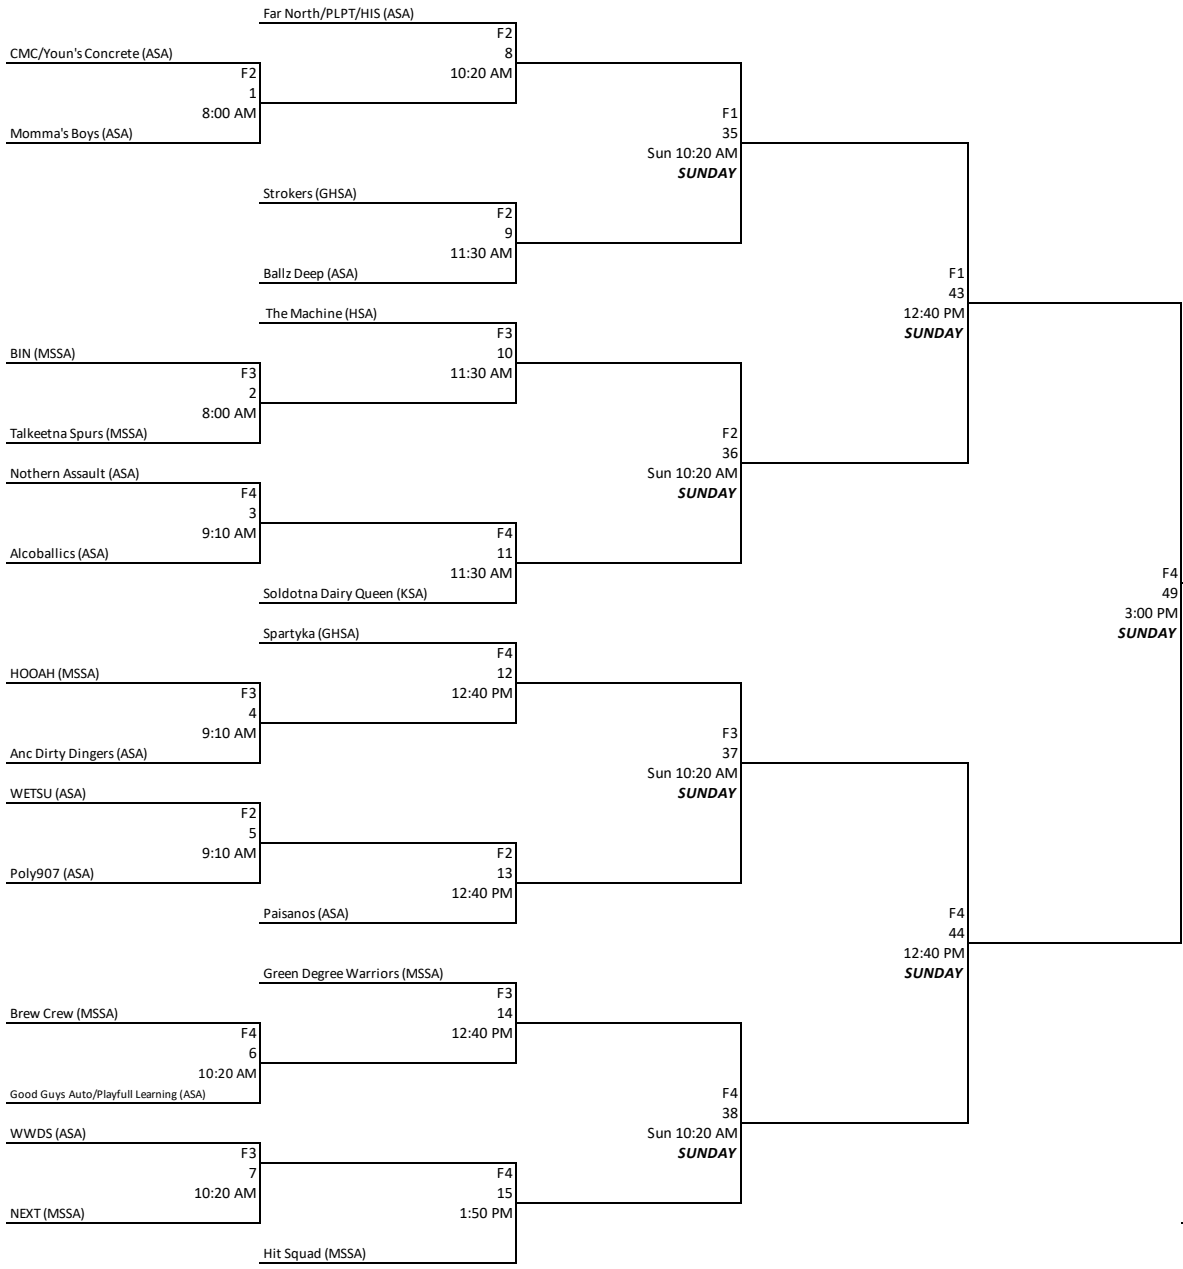 Far North/PLPT/HIS (ASA)
F2
8
10:20 AM
CMC/Youn's Concrete (ASA)
F2
1
8:00 AM
Momma's Boys (ASA)
F1
35
Sun 10:20 AM
SUNDAY
Strokers (GHSA)
F2
9
11:30 AM
Ballz Deep (ASA)
F1
43
12:40 PM
SUNDAY
The Machine (HSA)
F3
10
11:30 AM
BIN (MSSA)
F3
2
8:00 AM
Talkeetna Spurs (MSSA)
F2
36
Sun 10:20 AM
SUNDAY
Nothern Assault (ASA)
F4
3
9:10 AM
Alcoballics (ASA)
F4
11
11:30 AM
Soldotna Dairy Queen (KSA)
F4
49
3:00 PM
SUNDAY
Spartyka (GHSA)
F4
12
12:40 PM
HOOAH (MSSA)
F3
4
9:10 AM
Anc Dirty Dingers (ASA)
F3
37
Sun 10:20 AM
SUNDAY
WETSU (ASA)
F2
5
9:10 AM
Poly907 (ASA)
F2
13
12:40 PM
Paisanos (ASA)
F4
44
12:40 PM
SUNDAY
Green Degree Warriors (MSSA)
F3
14
12:40 PM
Brew Crew (MSSA)
F4
6
10:20 AM
Good Guys Auto/Playfull Learning (ASA)
F4
38
Sun 10:20 AM
SUNDAY
WWDS (ASA)
F3
7
10:20 AM
NEXT (MSSA)
F4
15
1:50 PM
Hit Squad (MSSA)